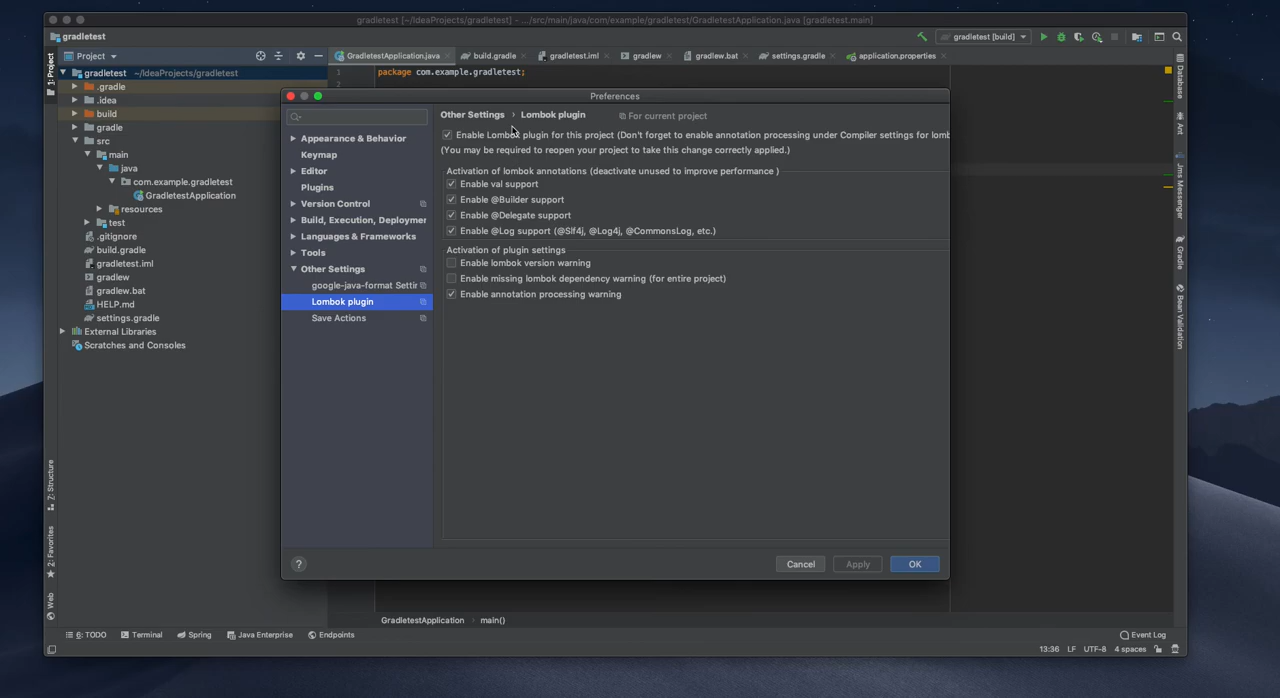 gradletest [~/IdeaProjects/gradletest] - .../src/main/java/com/example/gradletest/GradletestApplication.java [gradletest.main]
gradletest
gradletest [build]
1: Project
Project
GradletestApplication.java
build.gradle
gradletest.iml
gradlew
gradlew.bat
settings.gradle
application.properties
gradletest ~/IdeaProjects/gradletest
.gradle
.idea
build
gradle
src
main
java
com.example.gradletest
GradletestApplication
resources
test
.gitignore
build.gradle
gradletest.iml
gradlew
gradlew.bat
HELP.md
settings.gradle
External Libraries
Scratches and Consoles
1 package com.example.gradletest;
2
Preferences
Appearance & Behavior
Keymap
Editor
Plugins
Version Control
Build, Execution, Deploymer
Languages & Frameworks
Tools
Other Settings
google-java-format Settir
Lombok plugin
Save Actions
Other Settings › Lombok plugin For current project
Enable Lombok plugin for this project (Don't forget to enable annotation processing under Compiler settings for lomb
(You may be required to reopen your project to take this change correctly applied.)
Activation of lombok annotations (deactivate unused to improve performance )
Enable val support
Enable @Builder support
Enable @Delegate support
Enable @Log support (@Slf4j, @Log4j, @CommonsLog, etc.)
Activation of plugin settings
Enable lombok version warning
Enable missing lombok dependency warning (for entire project)
Enable annotation processing warning
?
Cancel
Apply
OK
Database
Ant
Jms Messenger
Gradle
Bean Validation
7: Structure
2: Favorites
Web
GradletestApplication › main()
6: TODO
Terminal
Spring
Java Enterprise
Endpoints
Event Log
13:36 LF UTF-8 4 spaces